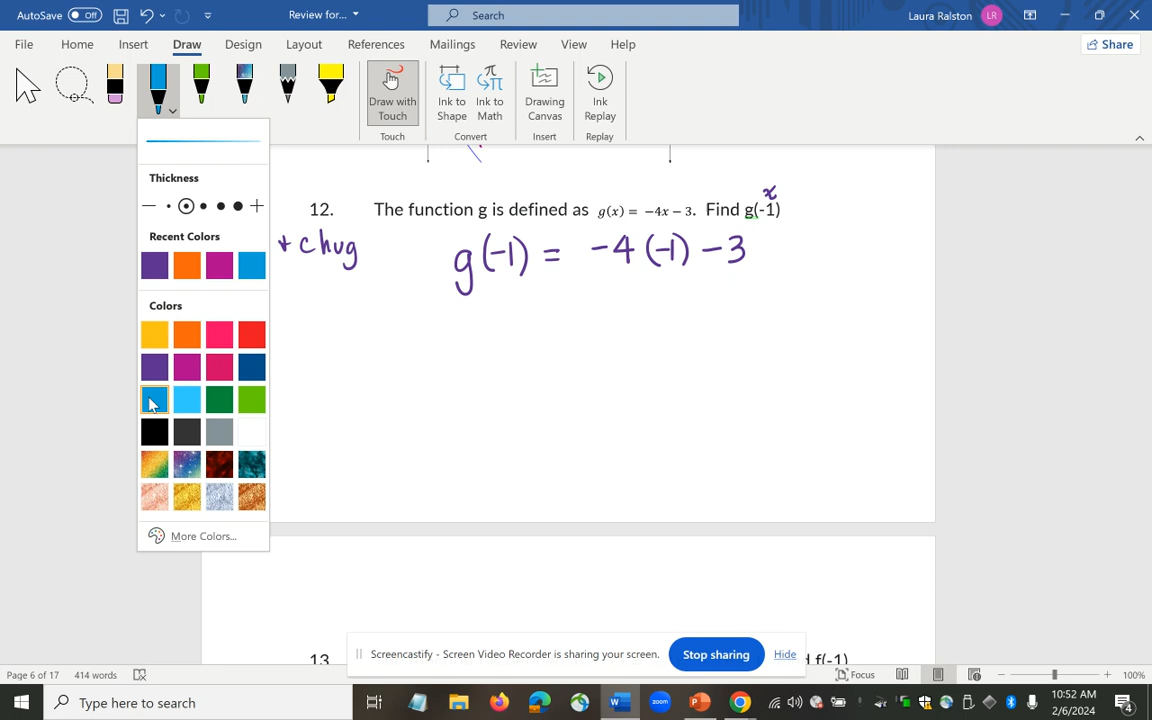 AutoSave Off Review for... Search Laura Ralston LR
File Home Insert Draw Design Layout References Mailings Review View Help Share
Draw with Touch
Ink to Shape
Ink to Math
Drawing Canvas
Ink Replay
Touch Convert Insert Replay
Thickness
Recent Colors
Colors
More Colors...
x
12. The function g is defined as g(x) = −4x − 3. Find g(-1)
+ chug g(-1) = -4(-1) -3
13
f(-1)
Screencastify - Screen Video Recorder is sharing your screen. Stop sharing Hide
Page 6 of 17 414 words Focus 100%
Type here to search zoom 10:52 AM
2/6/2024 4